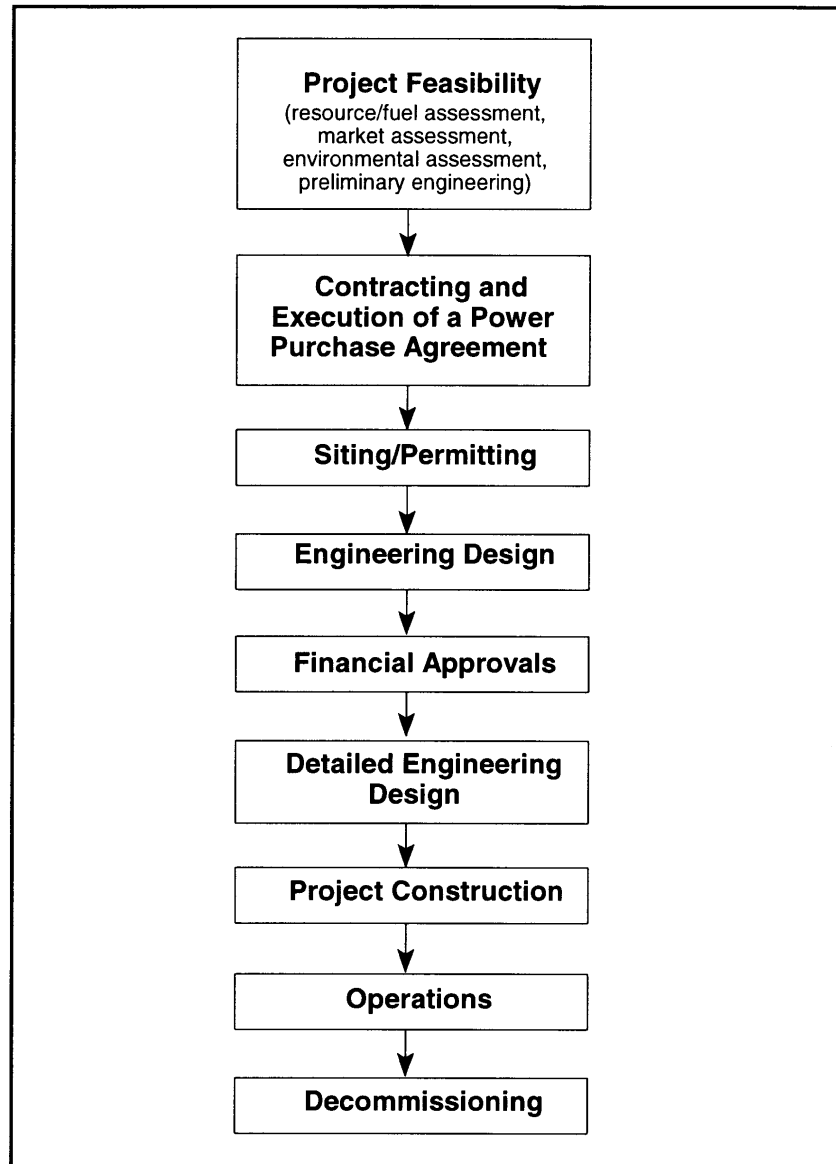 Project Feasibility
(resource/fuel assessment,
market assessment,
environmental assessment,
preliminary engineering)
Contracting and
Execution of a Power
Purchase Agreement
Siting/Permitting
Engineering Design
Financial Approvals
Detailed Engineering
Design
Project Construction
Operations
Decommissioning